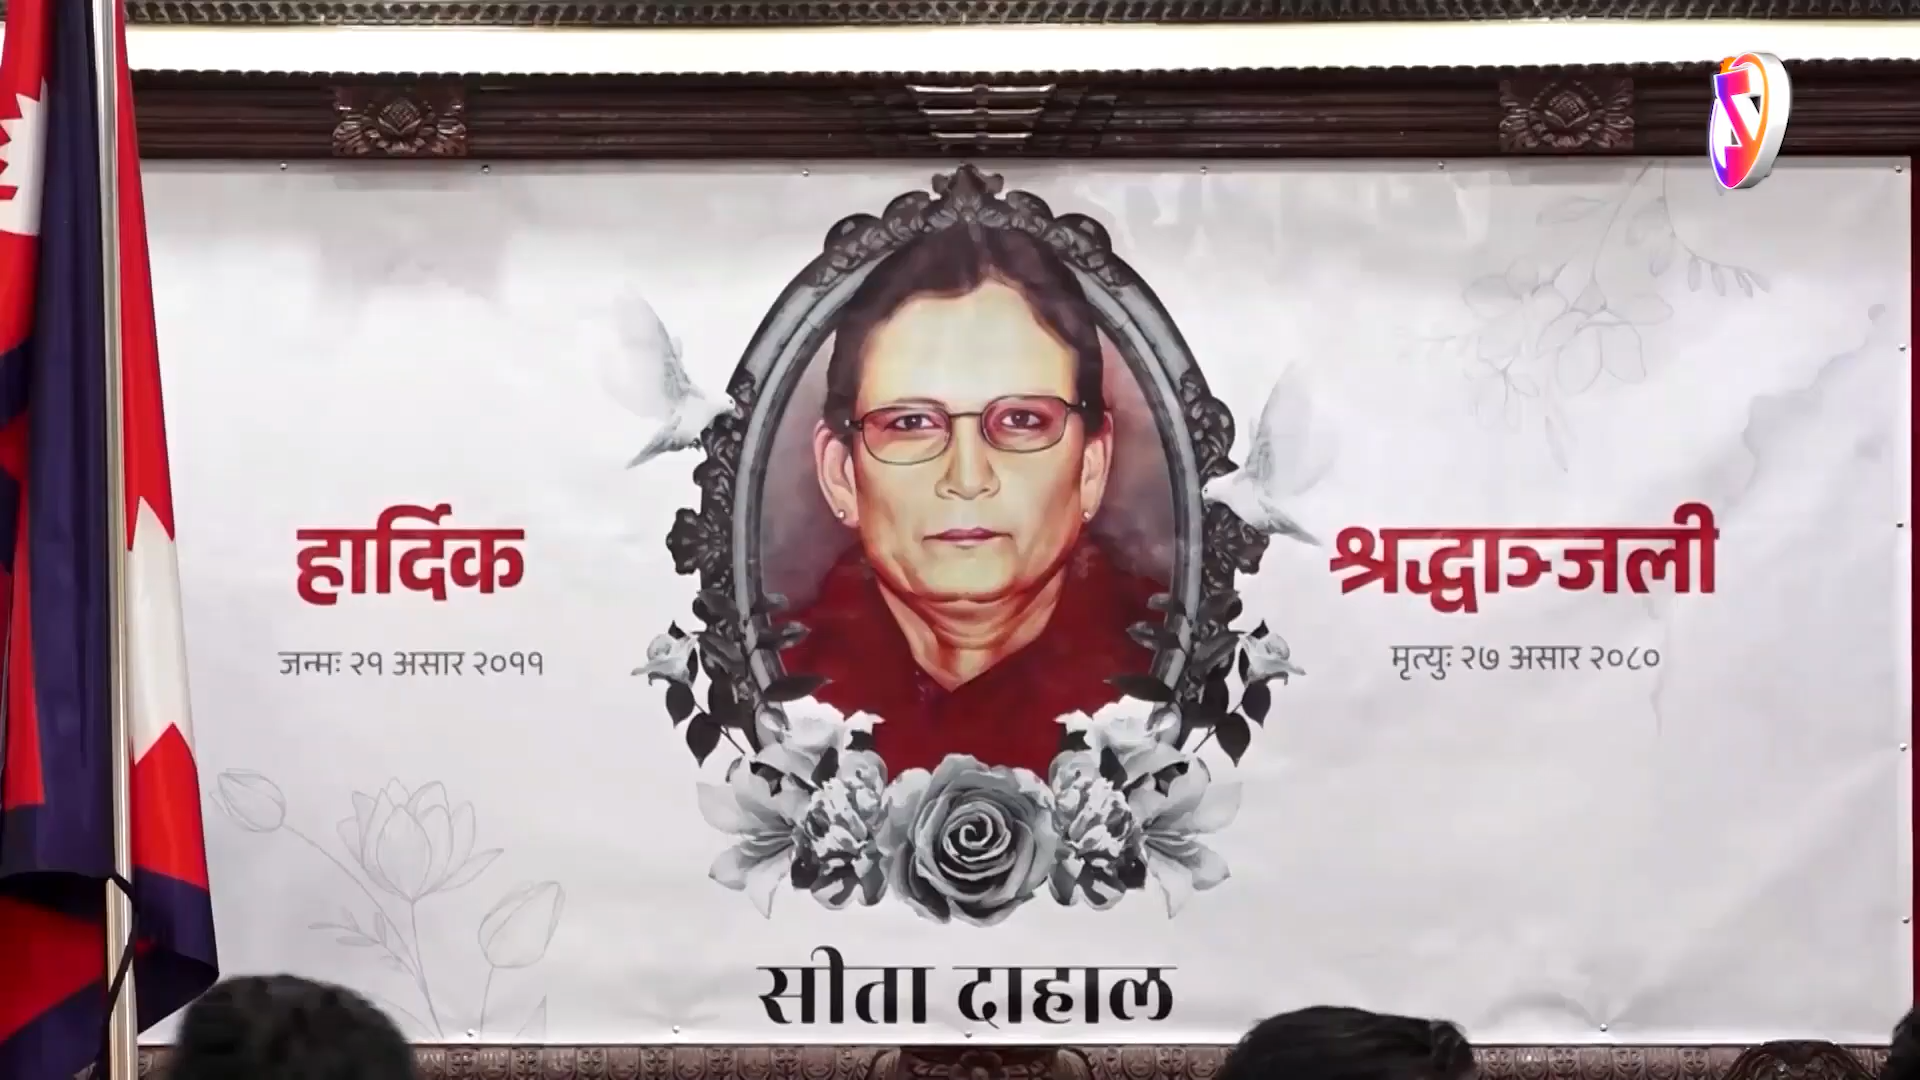 हार्दिक
श्रद्धाञ्जली
जन्मः २१ असार २०११
मृत्युः २७ असार २०८०
सीता दाहाल